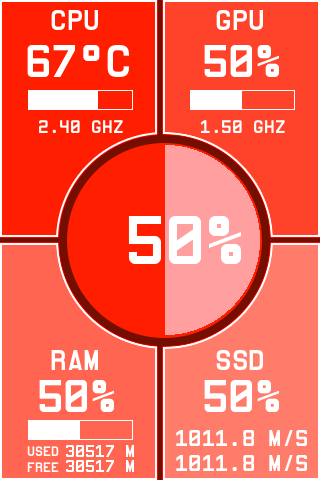 CPU
67°C
2.40 GHZ
GPU
50%
1.50 GHZ
50%
RAM
50%
USED 30517 M
FREE 30517 M
SSD
50%
1011.8 M/S
1011.8 M/S